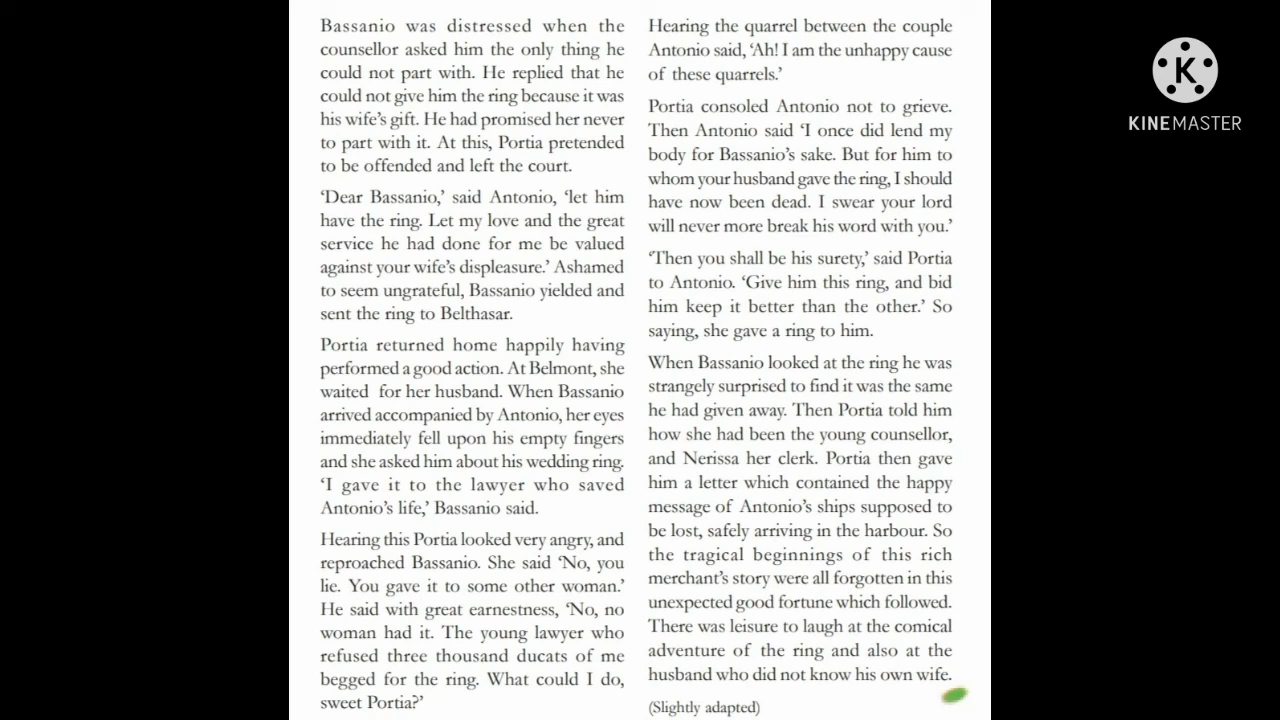 Bassanio was distressed when the
counsellor asked him the only thing he
could not part with. He replied that he
could not give him the ring because it was
his wife's gift. He had promised her never
to part with it. At this, Portia pretended
to be offended and left the court.
‘Dear Bassanio,’ said Antonio, ‘let him
have the ring. Let my love and the great
service he had done for me be valued
against your wife's displeasure.’ Ashamed
to seem ungrateful, Bassanio yielded and
sent the ring to Belthasar.
Portia returned home happily having
performed a good action. At Belmont, she
waited for her husband. When Bassanio
arrived accompanied by Antonio, her eyes
immediately fell upon his empty fingers
and she asked him about his wedding ring.
‘I gave it to the lawyer who saved
Antonio's life,’ Bassanio said.
Hearing this Portia looked very angry, and
reproached Bassanio. She said ‘No, you
lie. You gave it to some other woman.’
He said with great earnestness, ‘No, no
woman had it. The young lawyer who
refused three thousand ducats of me
begged for the ring. What could I do,
sweet Portia?’
Hearing the quarrel between the couple
Antonio said, ‘Ah! I am the unhappy cause
of these quarrels.’
Portia consoled Antonio not to grieve.
Then Antonio said ‘I once did lend my
body for Bassanio's sake. But for him to
whom your husband gave the ring, I should
have now been dead. I swear your lord
will never more break his word with you.’
‘Then you shall be his surety,’ said Portia
to Antonio. ‘Give him this ring, and bid
him keep it better than the other.’ So
saying, she gave a ring to him.
When Bassanio looked at the ring he was
strangely surprised to find it was the same
he had given away. Then Portia told him
how she had been the young counsellor,
and Nerissa her clerk. Portia then gave
him a letter which contained the happy
message of Antonio's ships supposed to
be lost, safely arriving in the harbour. So
the tragical beginnings of this rich
merchant's story were all forgotten in this
unexpected good fortune which followed.
There was leisure to laugh at the comical
adventure of the ring and also at the
husband who did not know his own wife.
(Slightly adapted)
K
KINEMASTER